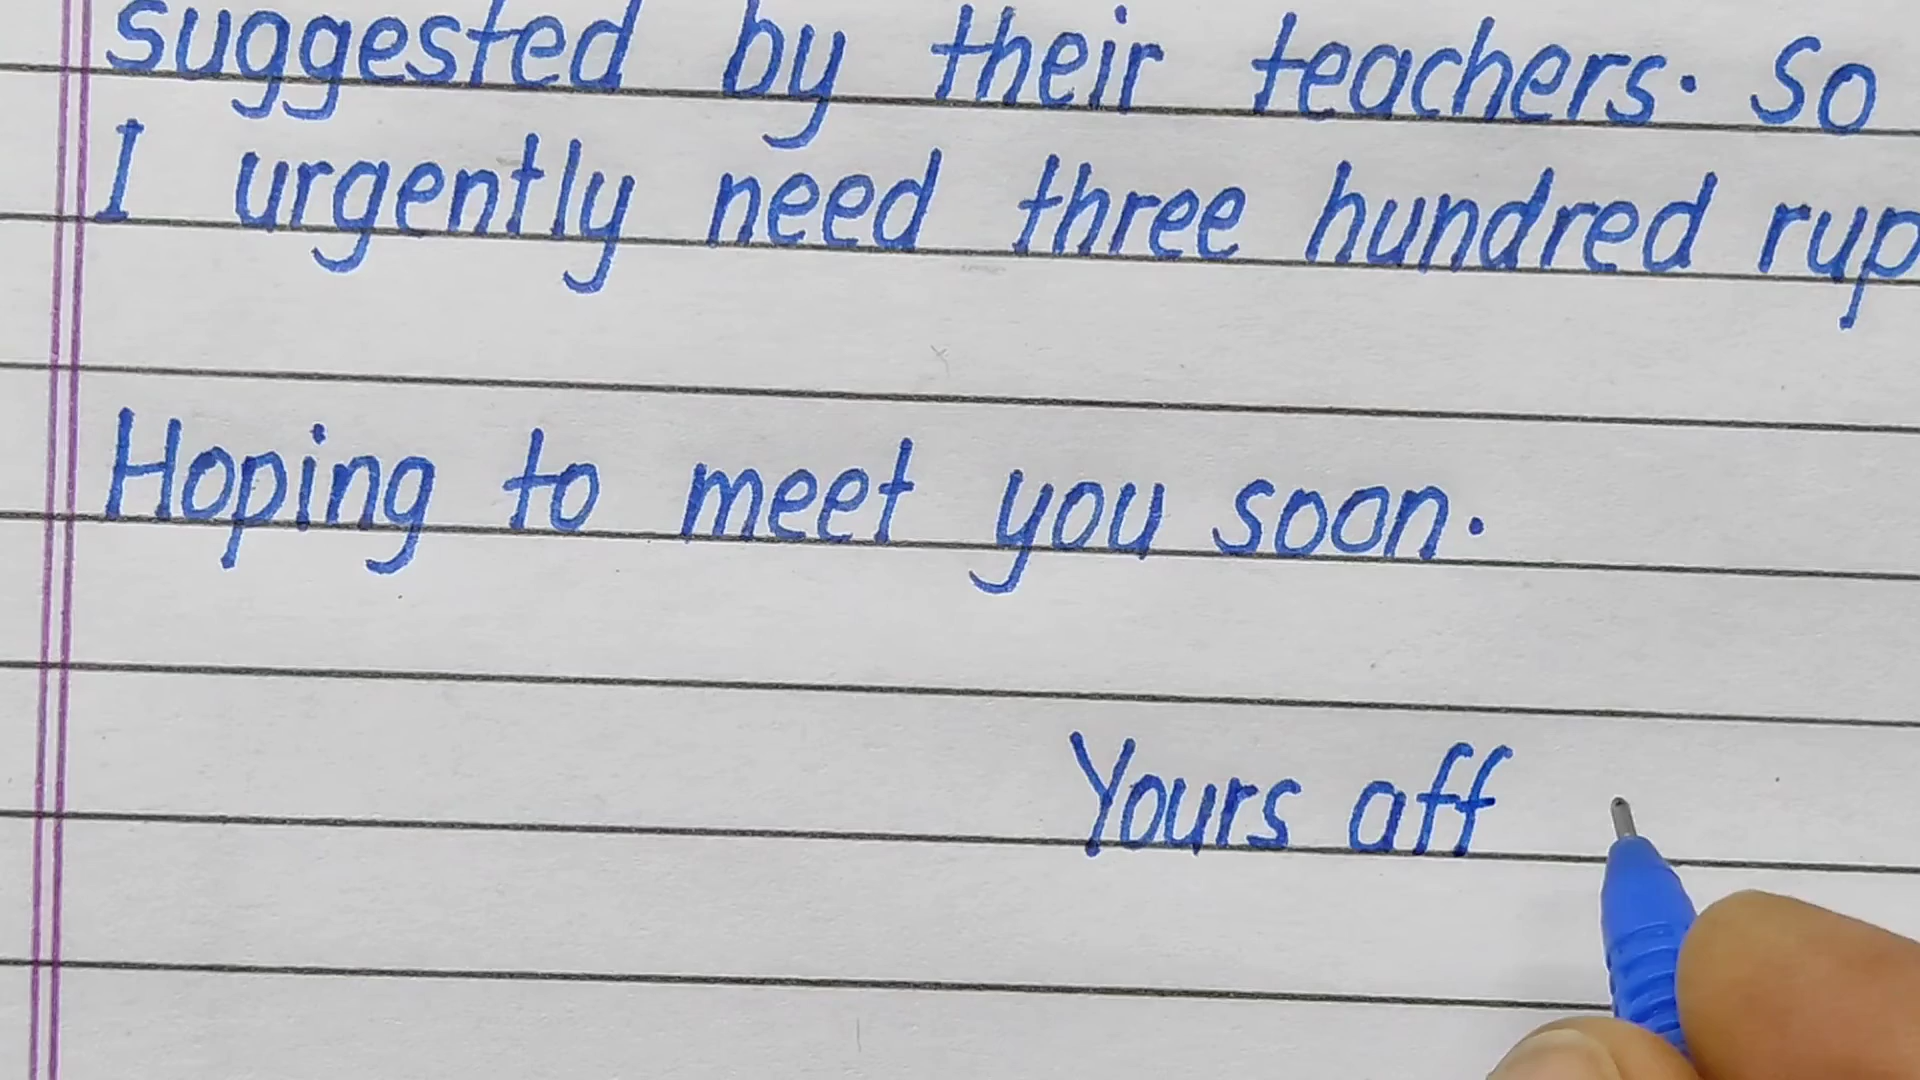 suggested by their teachers. So
I urgently need three hundred rup
Hoping to meet you soon.
Yours aff